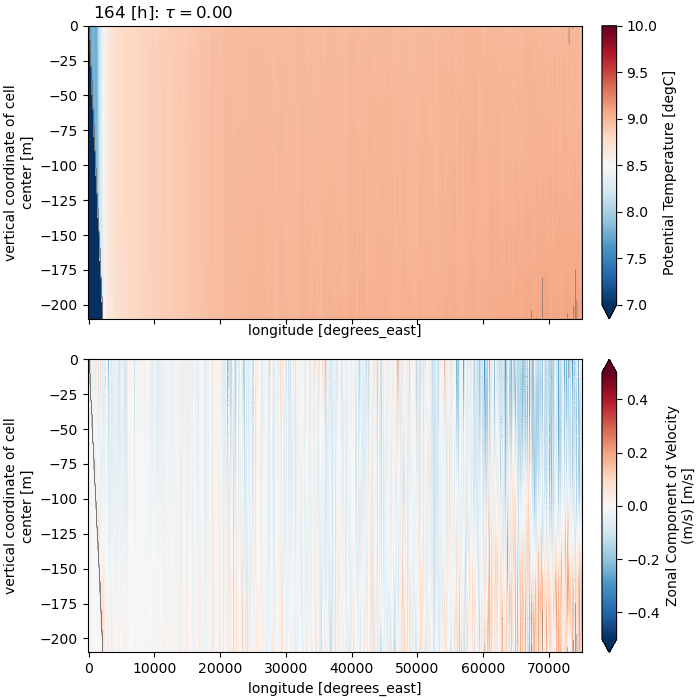 164 [h]: τ = 0.00
0
−25
−50
−75
−100
−125
−150
−175
−200
vertical coordinate of cell
center [m]
longitude [degrees_east]
10.0
9.5
9.0
8.5
8.0
7.5
7.0
Potential Temperature [degC]
0
−25
−50
−75
−100
−125
−150
−175
−200
vertical coordinate of cell
center [m]
0 10000 20000 30000 40000 50000 60000 70000
longitude [degrees_east]
0.4
0.2
0.0
−0.2
−0.4
Zonal Component of Velocity
(m/s) [m/s]